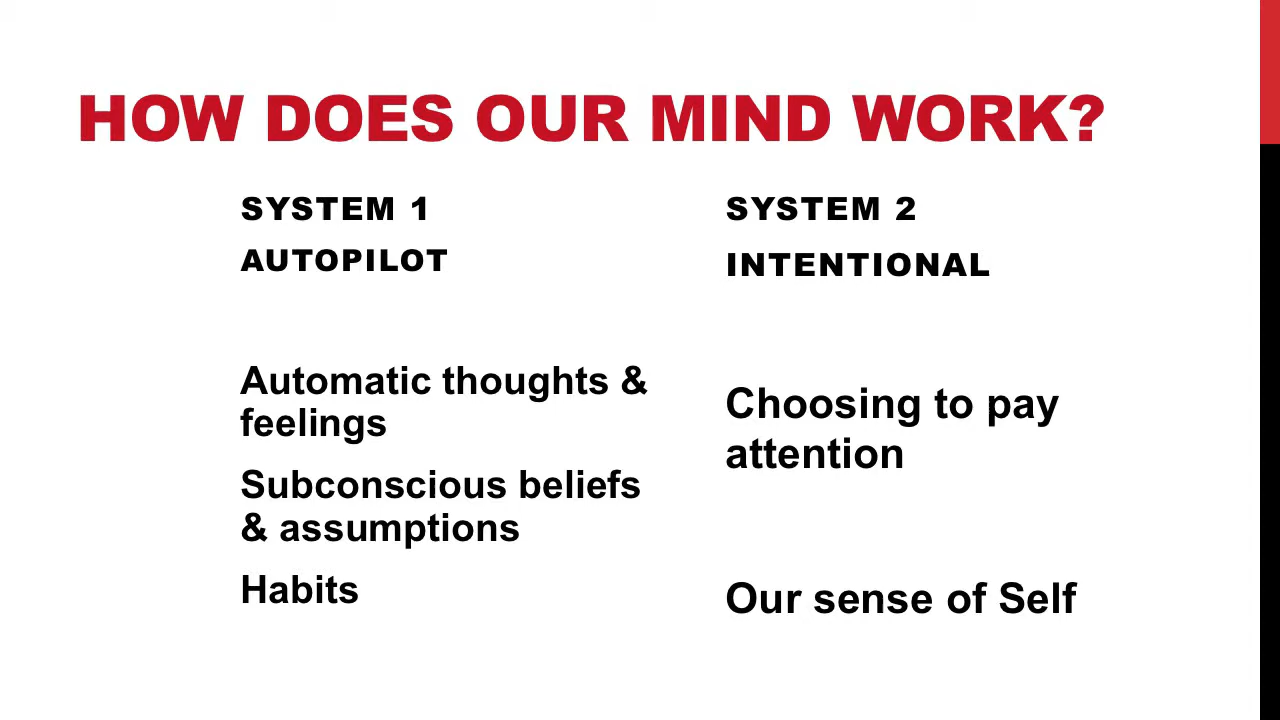 HOW DOES OUR MIND WORK?
SYSTEM 1
AUTOPILOT
Automatic thoughts &
feelings
Subconscious beliefs
& assumptions
Habits
SYSTEM 2
INTENTIONAL
Choosing to pay
attention
Our sense of Self